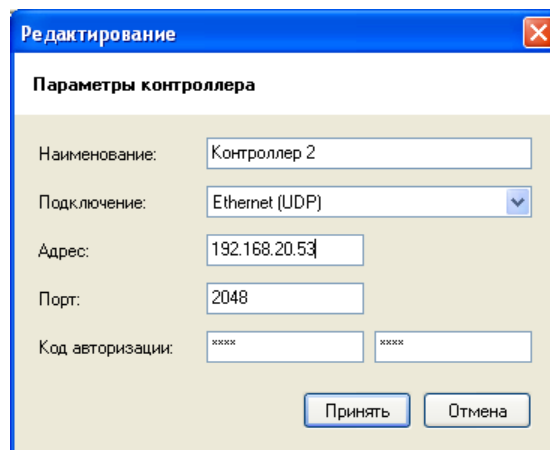 Редактирование
Параметры контроллера
Наименование: Контроллер 2
Подключение: Ethernet (UDP)
Адрес: 192.168.20.53
Порт: 2048
Код авторизации: **** ****
Принять Отмена